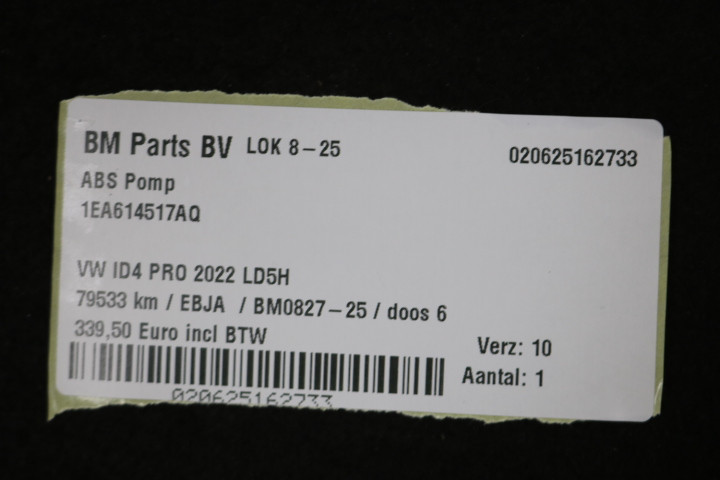 BM Parts BV LOK 8-25 020625162733
ABS Pomp
1EA614517AQ
VW ID4 PRO 2022 LD5H
79533 km / EBJA / BM0827-25 / doos 6
339,50 Euro incl BTW
Verz: 10
Aantal: 1
020625162733